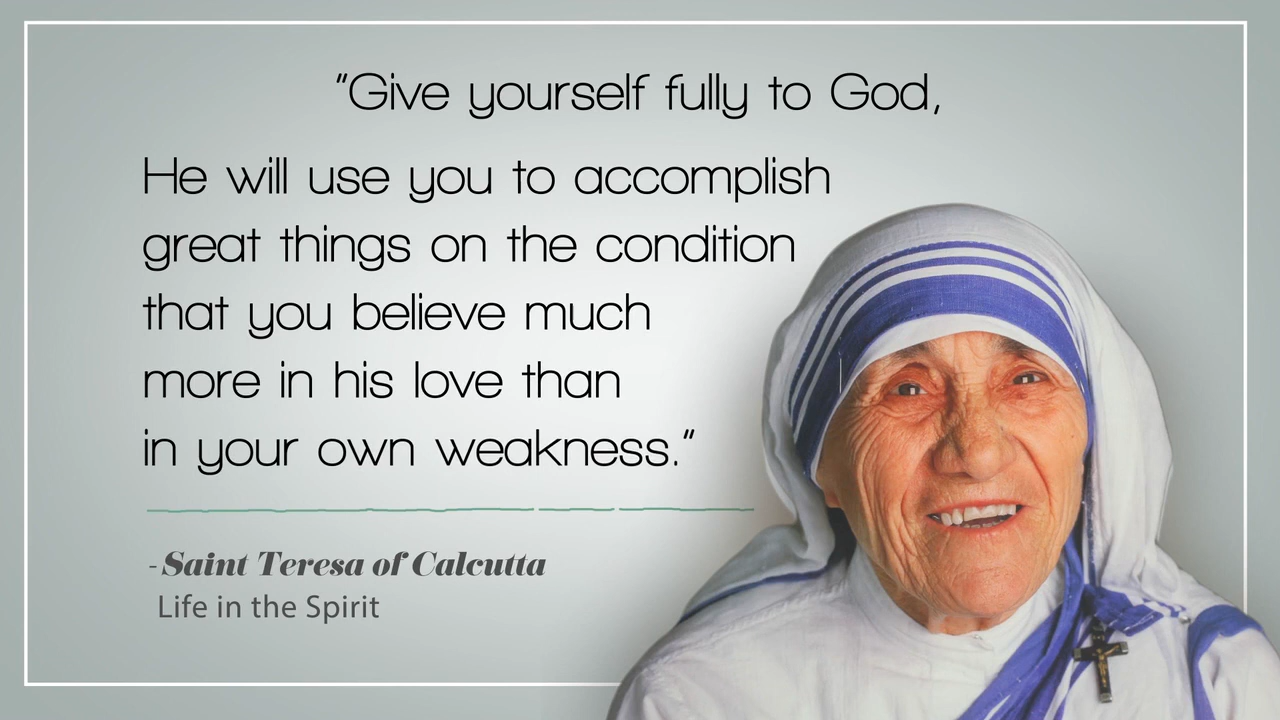 "Give yourself fully to God,
He will use you to accomplish
great things on the condition
that you believe much
more in his love than
in your own weakness."
-Saint Teresa of Calcutta
Life in the Spirit